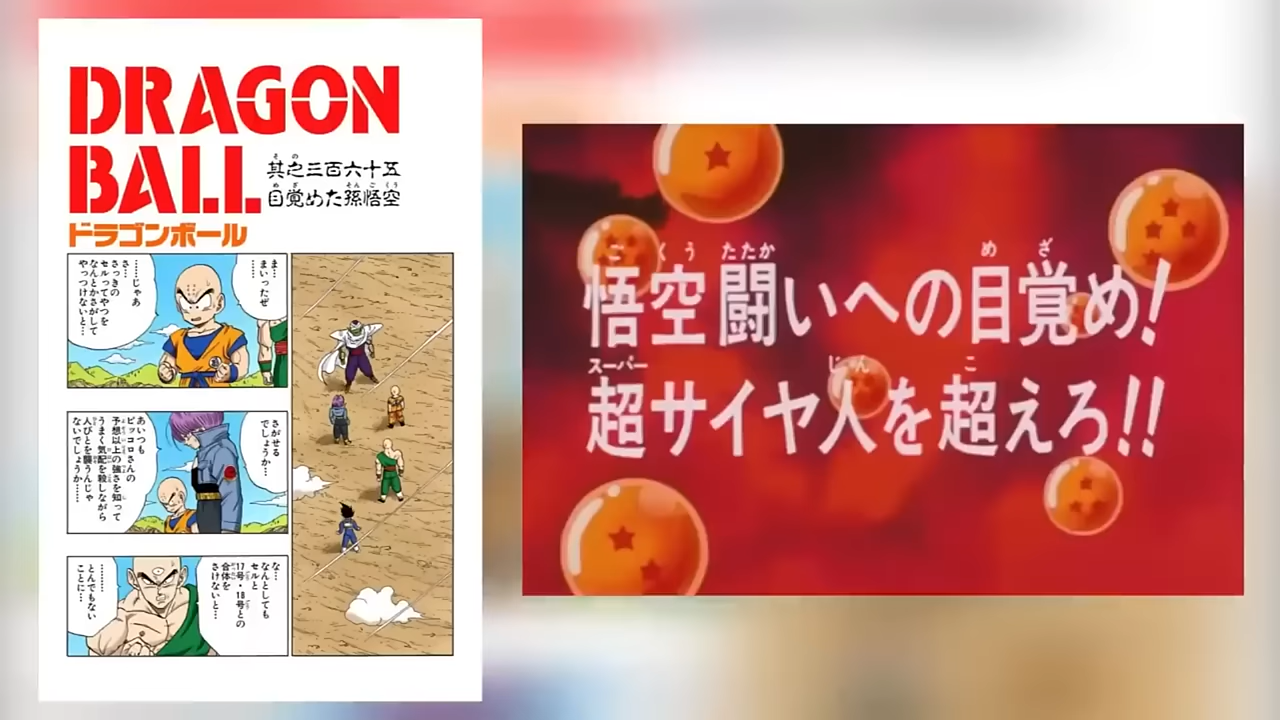 DRAGON
BALL
其之三百六十五
目覚めた孫悟空
ドラゴンボール
ま…
まいったぜ
……
……じゃあ
さ…
さっきの
セルってやつを
なんとかさがして
やっつけないと…
さがせる
でしょうか…
あいつも
ピッコロさんの
予想以上の強さを知って
うまく気配を殺しながら
人びとを襲うんじゃ
ないでしょうか……
な…
なんとしても
セルと
17号・18号との
合体を
さけないと…
………
とんでもない
ことに…
悟空闘いへの目覚め!
超サイヤ人を超えろ!!